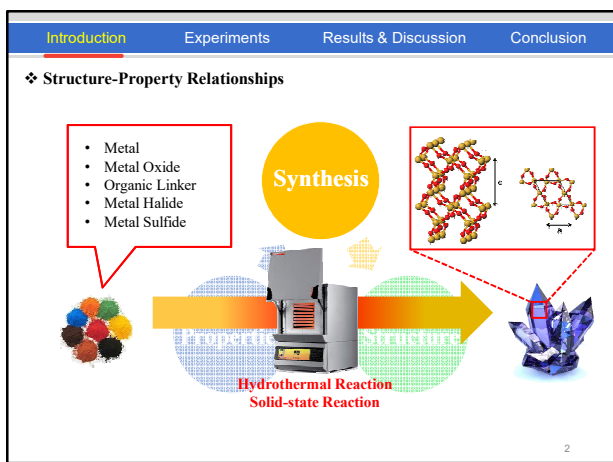 Introduction Experiments Results & Discussion Conclusion
❖ Structure-Property Relationships
• Metal
• Metal Oxide
• Organic Linker
• Metal Halide
• Metal Sulfide
Synthesis
c
Structure
Hydrothermal Reaction
Solid-state Reaction
2